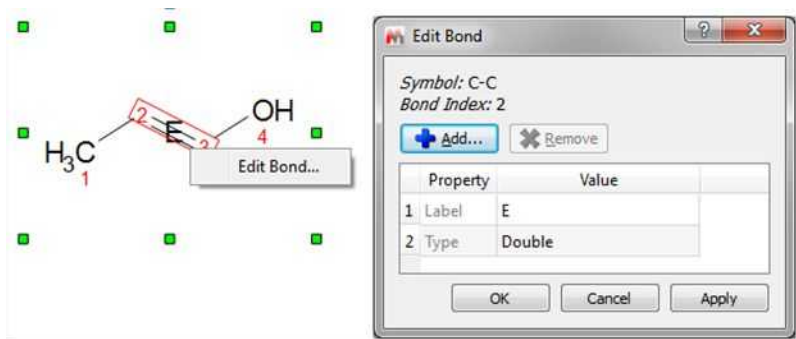 Edit Bond
Symbol: C-C
Bond Index: 2
Add... Remove
Property Value
1 Label E
2 Type Double
OK Cancel Apply
2 E 3 OH
4
H3C
1
Edit Bond...